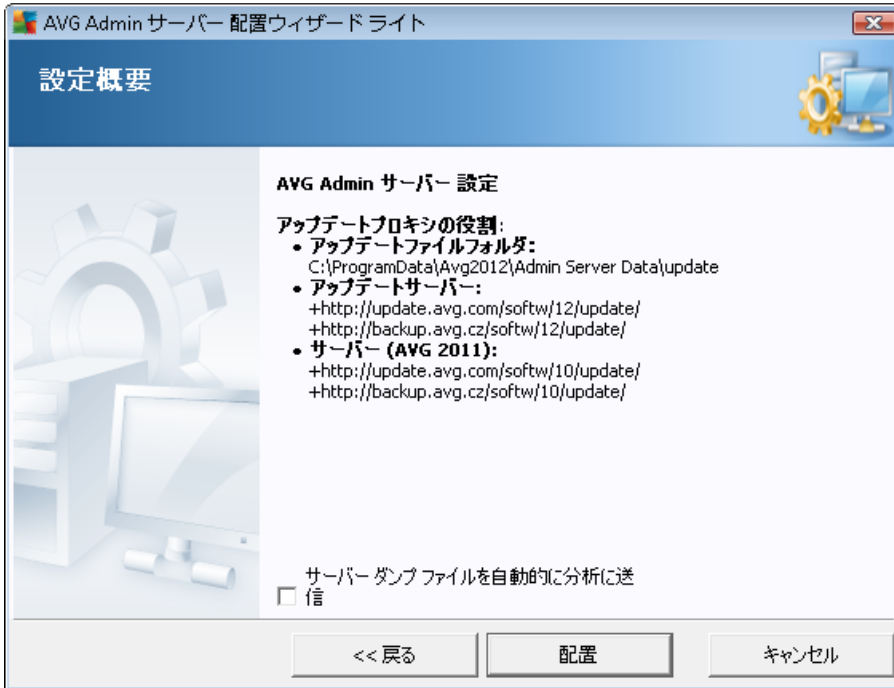 AVG Admin サーバー 配置ウィザード ライト
設定概要
AVG Admin サーバー 設定
アップデートプロキシの役割:
• アップデートファイルフォルダ:
C:\ProgramData\Avg2012\Admin Server Data\update
• アップデートサーバー:
+http://update.avg.com/softw/12/update/
+http://backup.avg.cz/softw/12/update/
• サーバー (AVG 2011):
+http://update.avg.com/softw/10/update/
+http://backup.avg.cz/softw/10/update/
サーバー ダンプ ファイルを自動的に分析に送
信
<< 戻る
配置
キャンセル